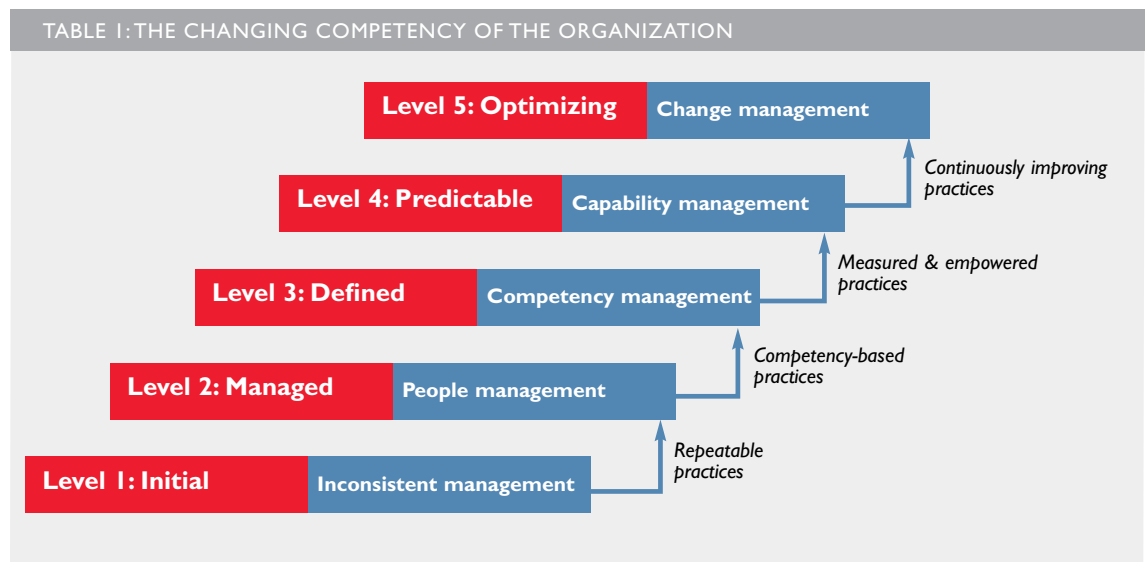 TABLE 1: THE CHANGING COMPETENCY OF THE ORGANIZATION
Level 5: Optimizing
Change management
Continuously improving
practices
Level 4: Predictable
Capability management
Measured & empowered
practices
Level 3: Defined
Competency management
Competency-based
practices
Level 2: Managed
People management
Repeatable
practices
Level 1: Initial
Inconsistent management